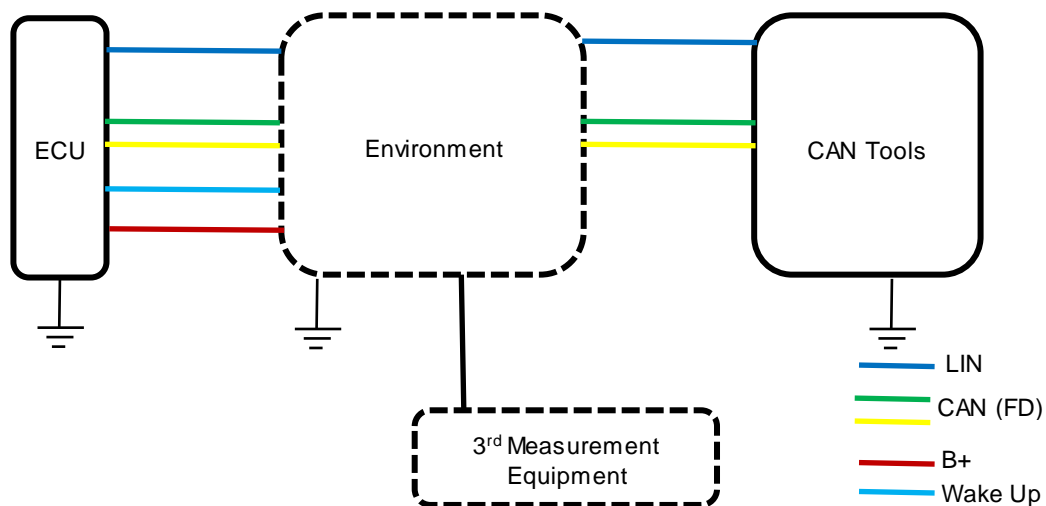 ECU
Environment
CAN Tools
3rd Measurement
Equipment
LIN
CAN (FD)
B+
Wake Up